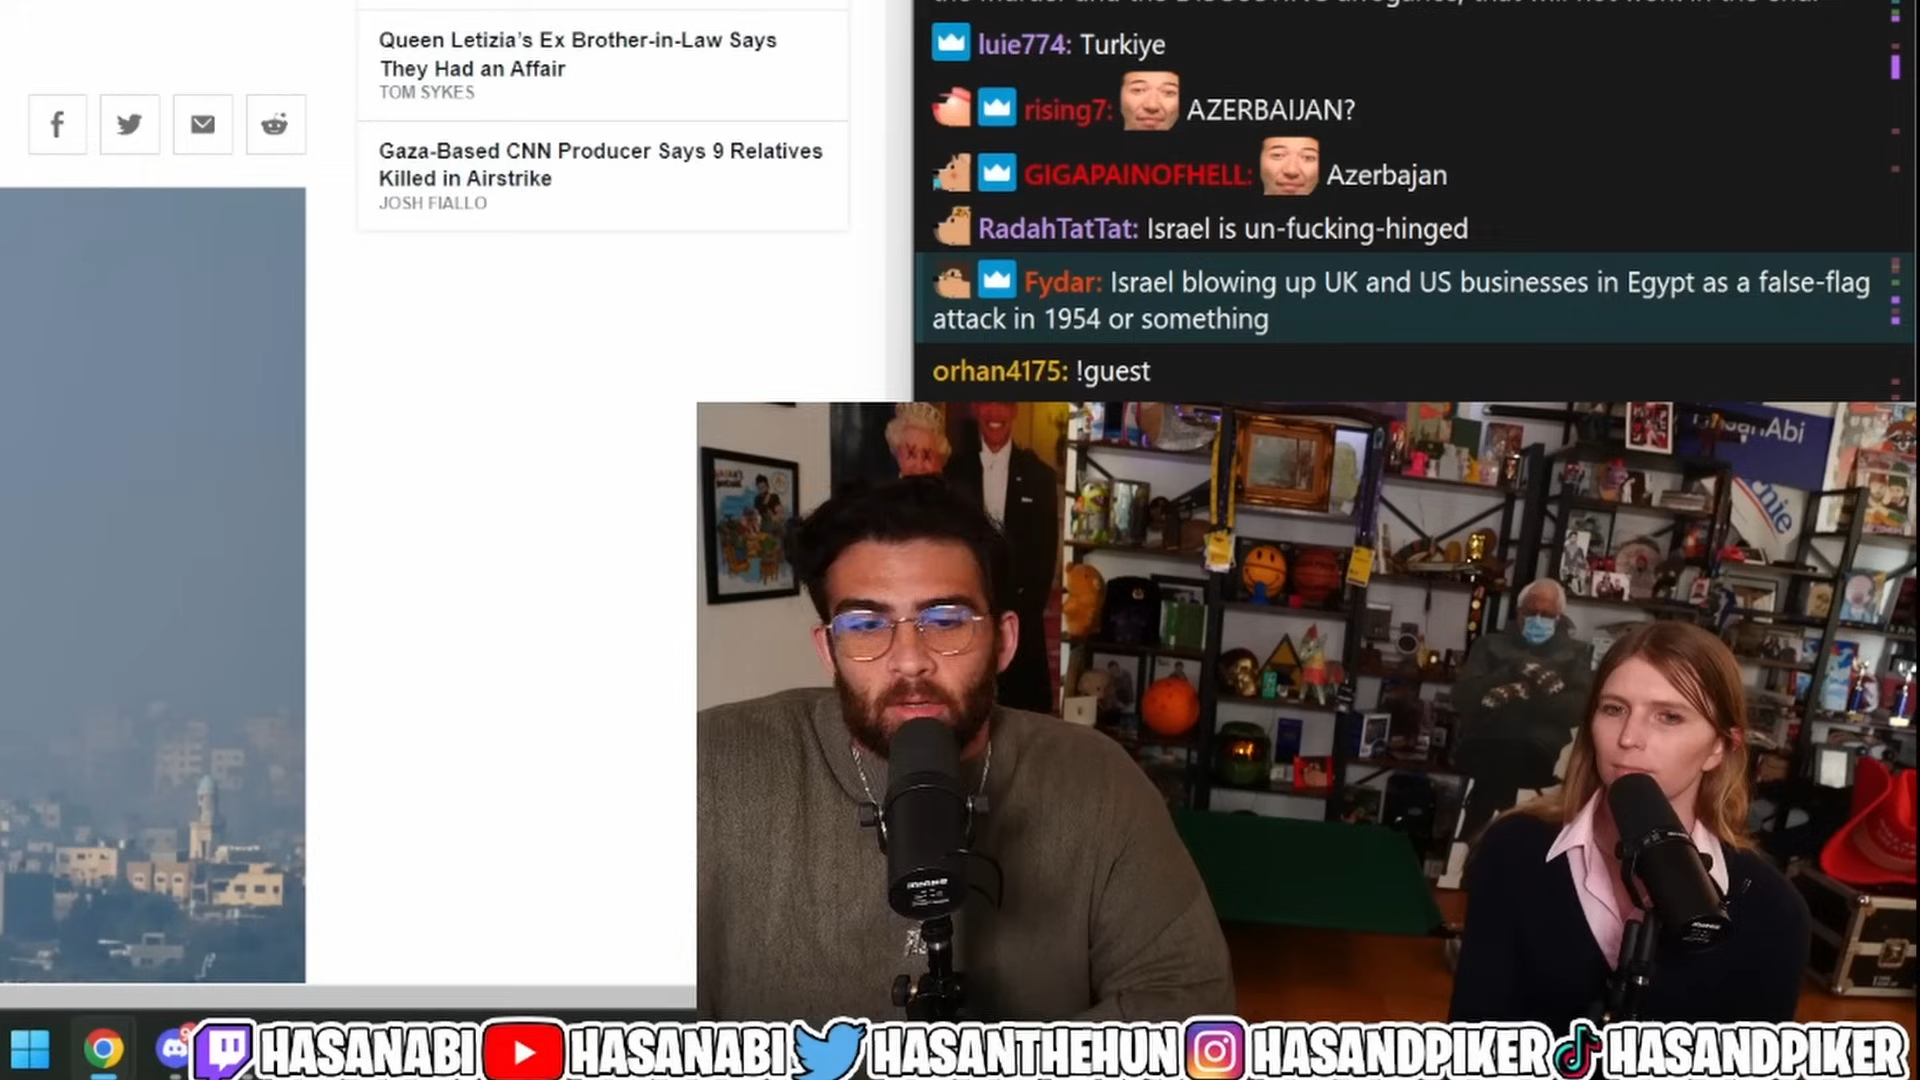 Queen Letizia’s Ex Brother-in-Law Says
They Had an Affair
TOM SYKES
Gaza-Based CNN Producer Says 9 Relatives
Killed in Airstrike
JOSH FIALLO
luie774: Turkiye
rising7: AZERBAIJAN?
GIGAPAINOFHELL: Azerbajan
RadahTatTat: Israel is un-fucking-hinged
Fydar: Israel blowing up UK and US businesses in Egypt as a false-flag
attack in 1954 or something
orhan4175: !guest
HASANABI HASANABI HASANTHEHUN HASANDPIKER HASANDPIKER